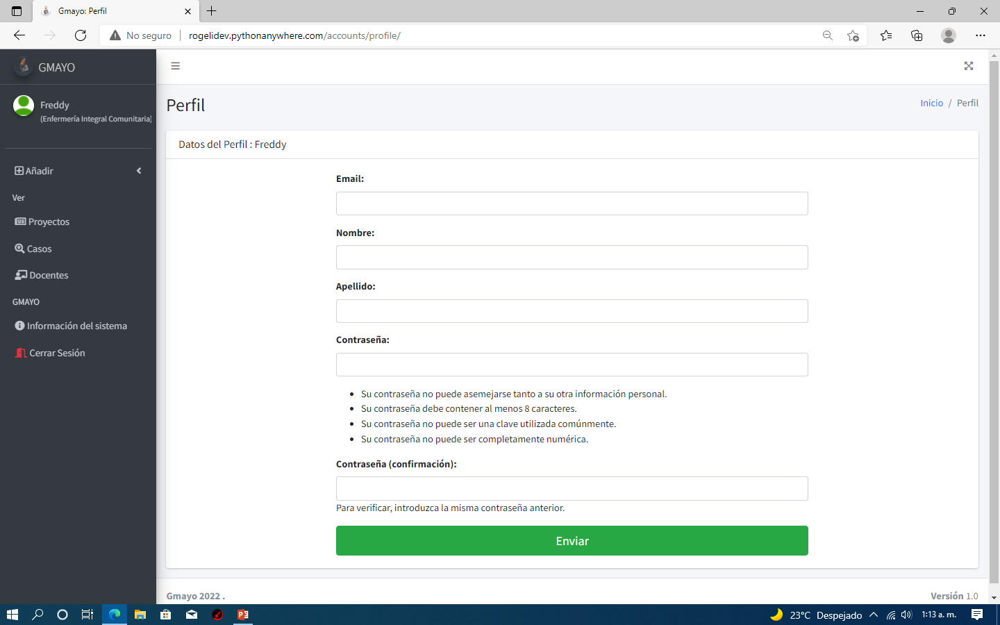 Gmayo: Perfil
No seguro
rogelidev.pythonanywhere.com/accounts/profile/
GMAYO
Freddy
(Enfermería Integral Comunitaria)
Añadir
Ver
Proyectos
Casos
Docentes
GMAYO
Información del sistema
Cerrar Sesión
Perfil
Inicio / Perfil
Datos del Perfil : Freddy
Email:
Nombre:
Apellido:
Contraseña:
Su contraseña no puede asemejarse tanto a su otra información personal.
Su contraseña debe contener al menos 8 caracteres.
Su contraseña no puede ser una clave utilizada comúnmente.
Su contraseña no puede ser completamente numérica.
Contraseña (confirmación):
Para verificar, introduzca la misma contraseña anterior.
Enviar
Gmayo 2022 .
Versión 1.0
23°C Despejado
1:13 a. m.